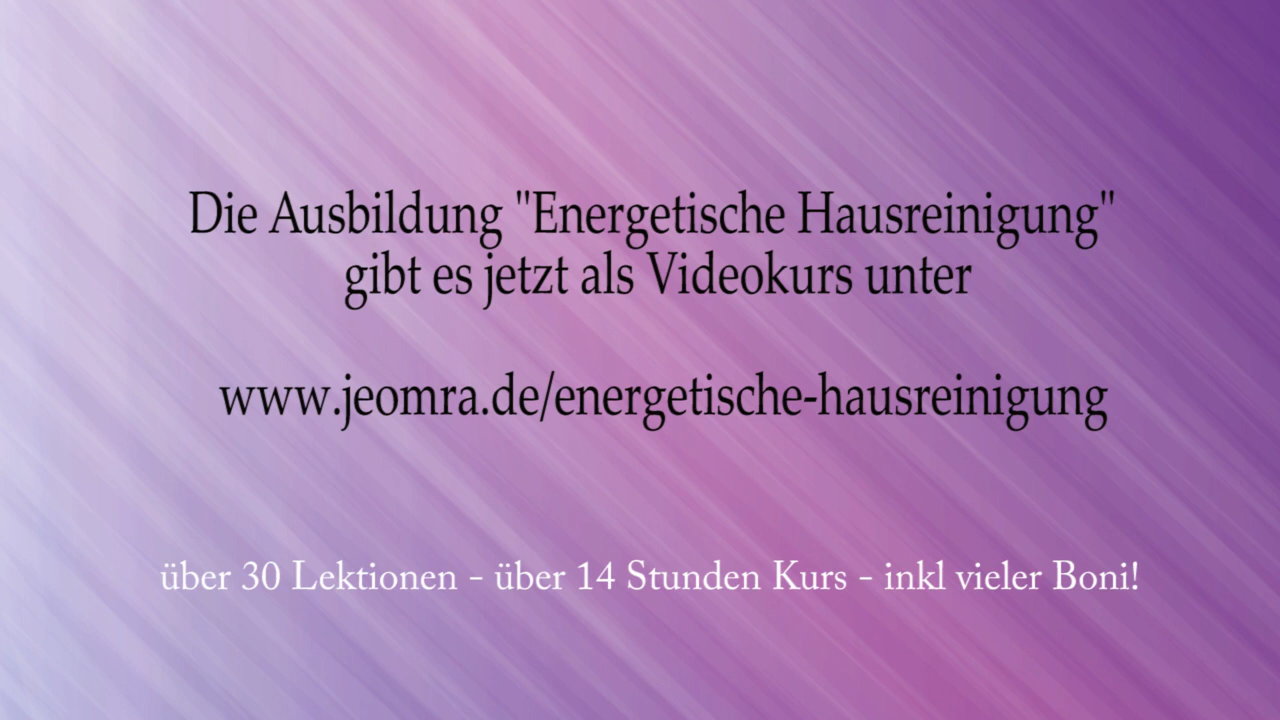 Die Ausbildung "Energetische Hausreinigung"
gibt es jetzt als Videokurs unter
www.jeomra.de/energetische-hausreinigung
über 30 Lektionen - über 14 Stunden Kurs - inkl vieler Boni!